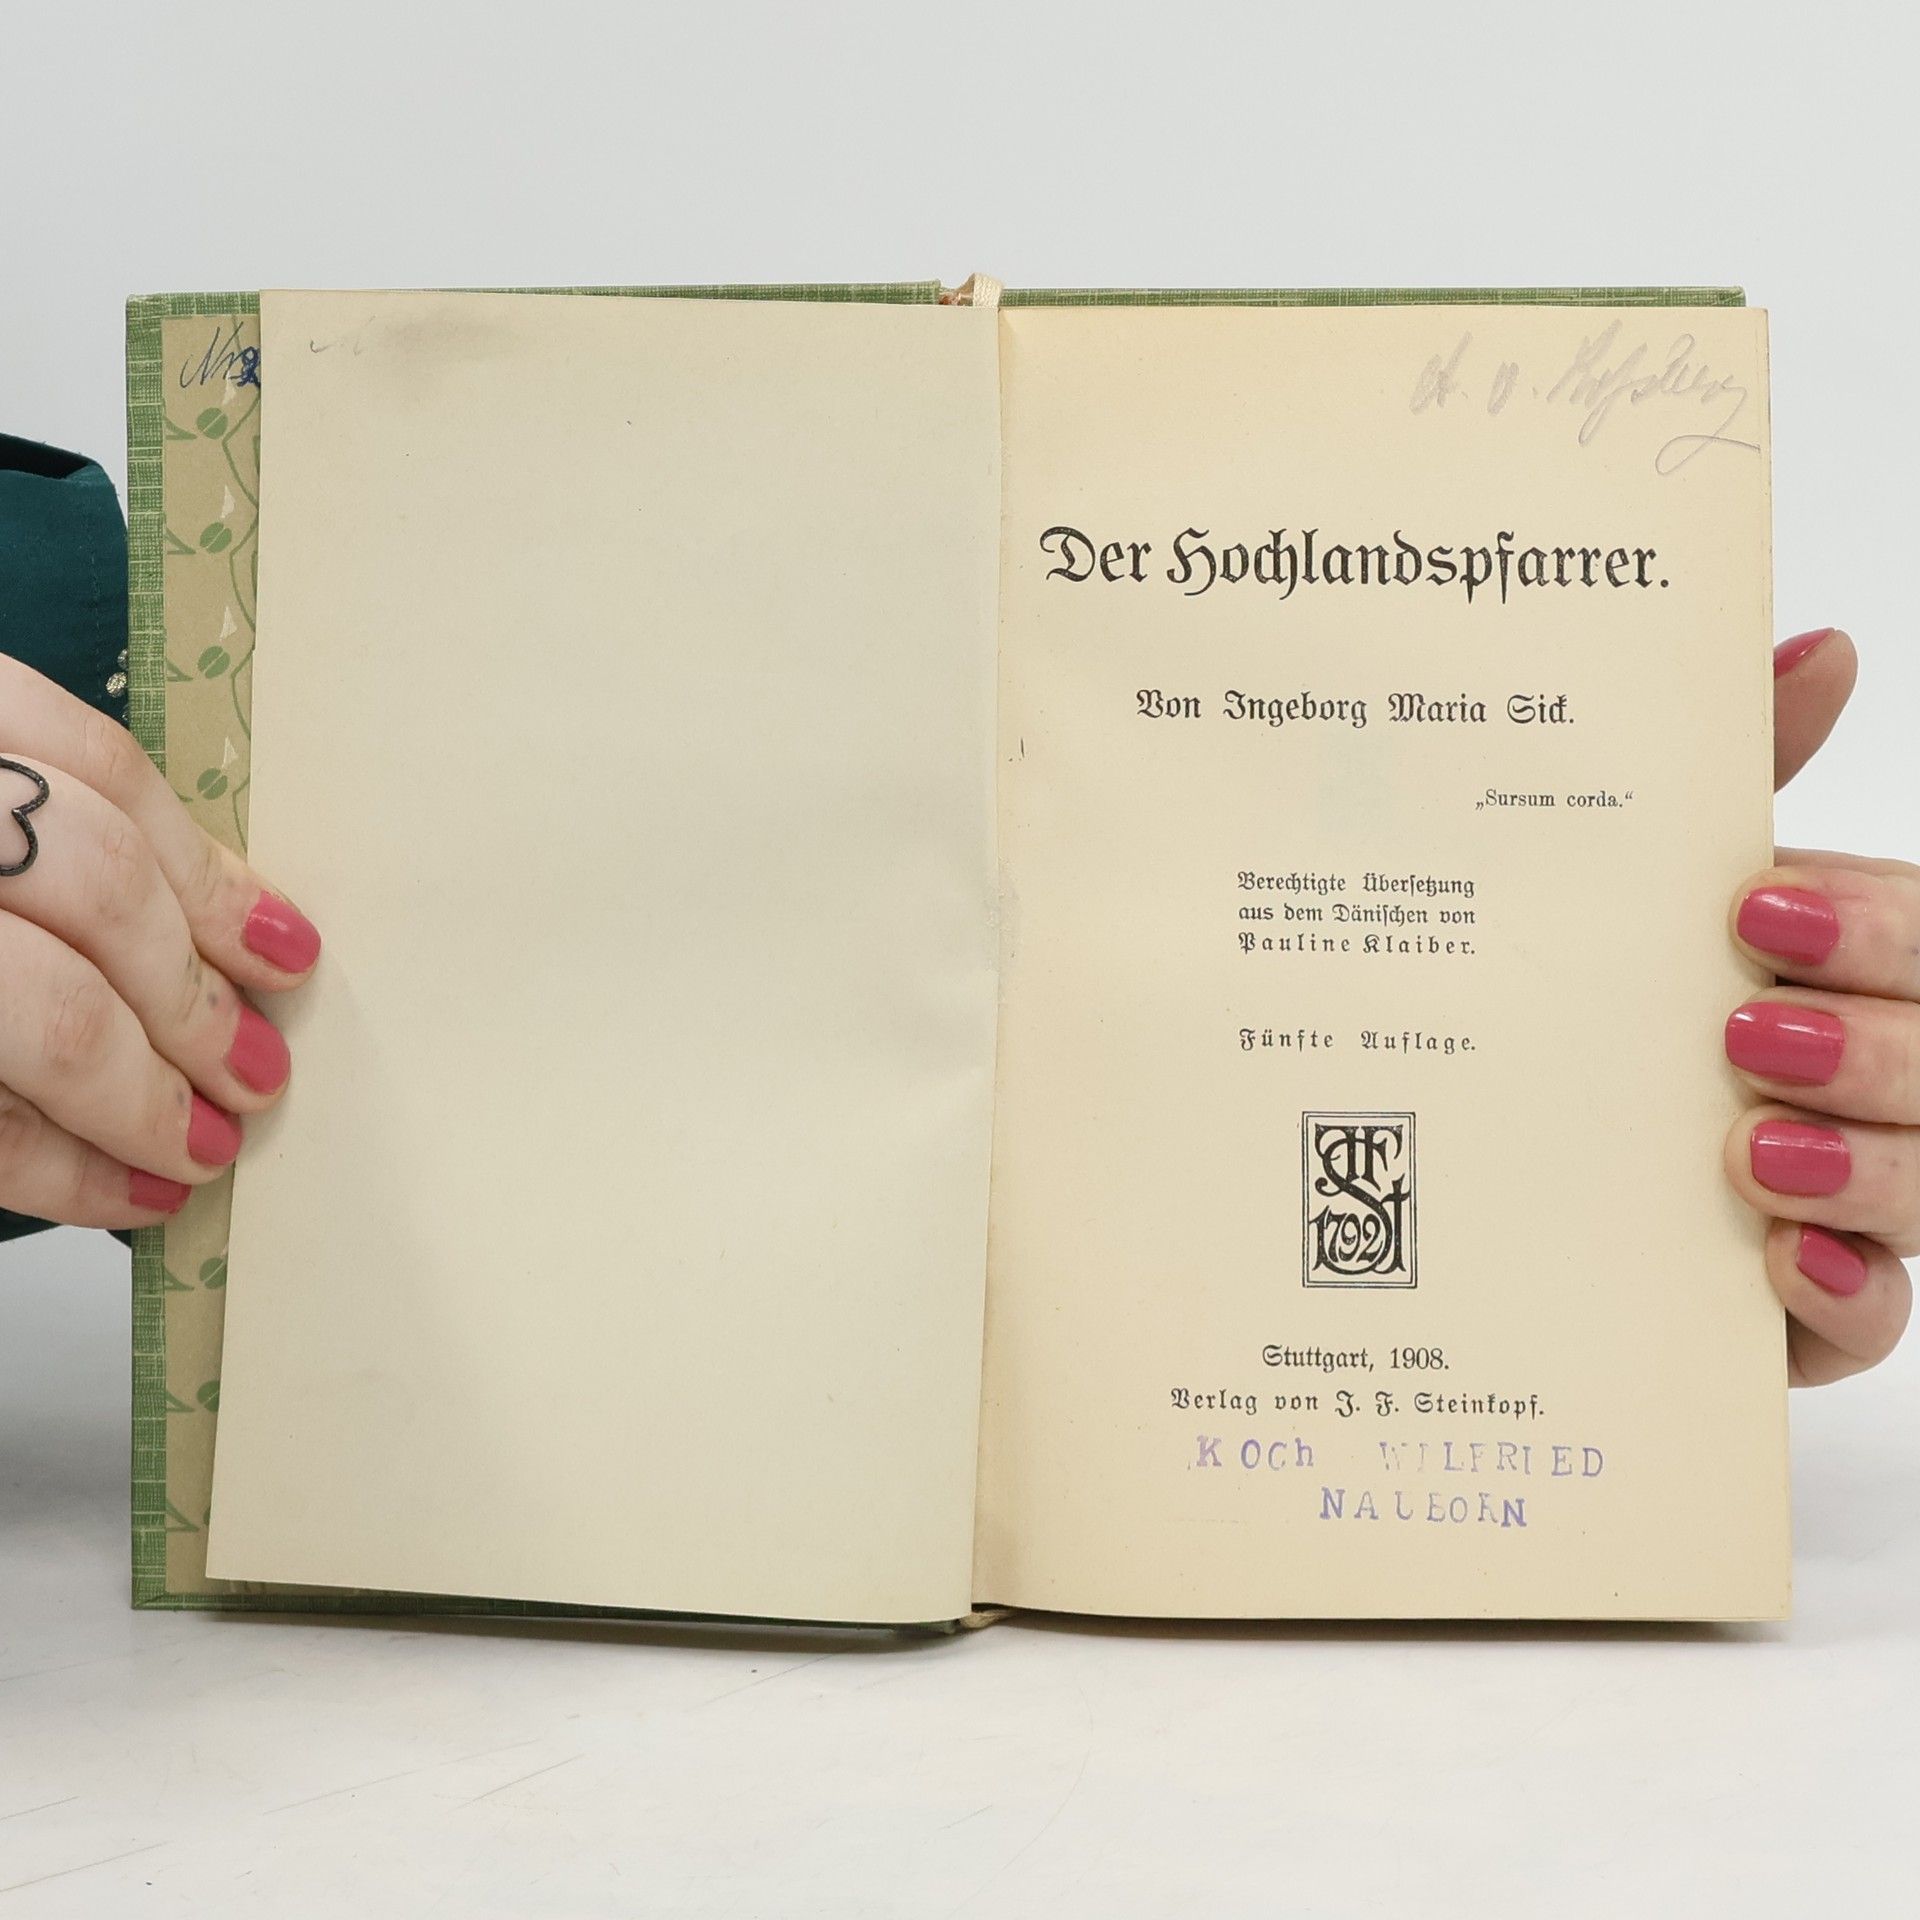 Der Hochlandspfarrer.
Von Ingeborg Maria Sick.
„Sursum corda.“
Berechtigte Übersetzung
aus dem Dänischen von
Pauline Klaiber.
Fünfte Auflage.
JFSt
1792
Stuttgart, 1908.
Verlag von J. F. Steinkopf.
KOCh WILFRIED
NAUBORN